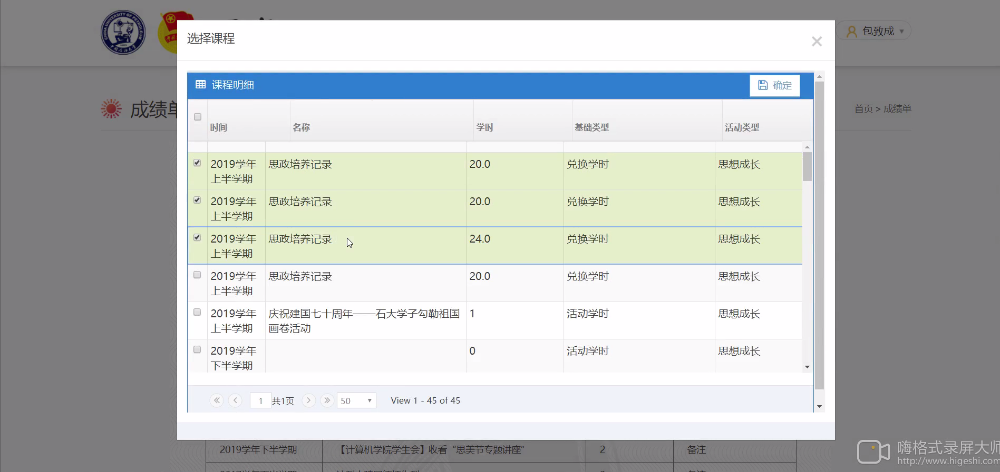 CHINA UNIVERSITY OF PETROLEUM
包致成
选择课程
成绩单
首页 > 成绩单
课程明细
确定
时间
名称
学时
基础类型
活动类型
2019学年
上半学期
思政培养记录
20.0
兑换学时
思想成长
2019学年
上半学期
思政培养记录
20.0
兑换学时
思想成长
2019学年
上半学期
思政培养记录
24.0
兑换学时
思想成长
2019学年
上半学期
思政培养记录
20.0
兑换学时
思想成长
2019学年
上半学期
庆祝建国七十周年——石大学子勾勒祖国
画卷活动
1
活动学时
思想成长
2019学年
下半学期
0
活动学时
思想成长
1
共1页
50
View 1 - 45 of 45
2019学年下半学期
【计算机学院学生会】收看“思美节专题讲座”
2
备注
嗨格式录屏大师
http://www.higeshi.com